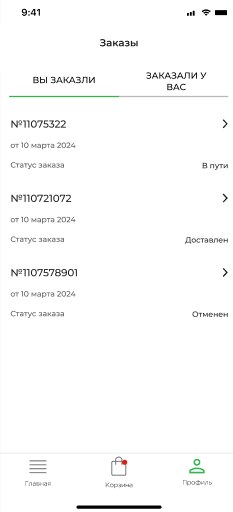 9:41
Заказы
ВЫ ЗАКАЗЛИ
ЗАКАЗАЛИ У
ВАС
№11075322
от 10 марта 2024
Статус заказа
В пути
№110721072
от 10 марта 2024
Статус заказа
Доставлен
№1107578901
от 10 марта 2024
Статус заказа
Отменен
Главная
Корзина
Профиль